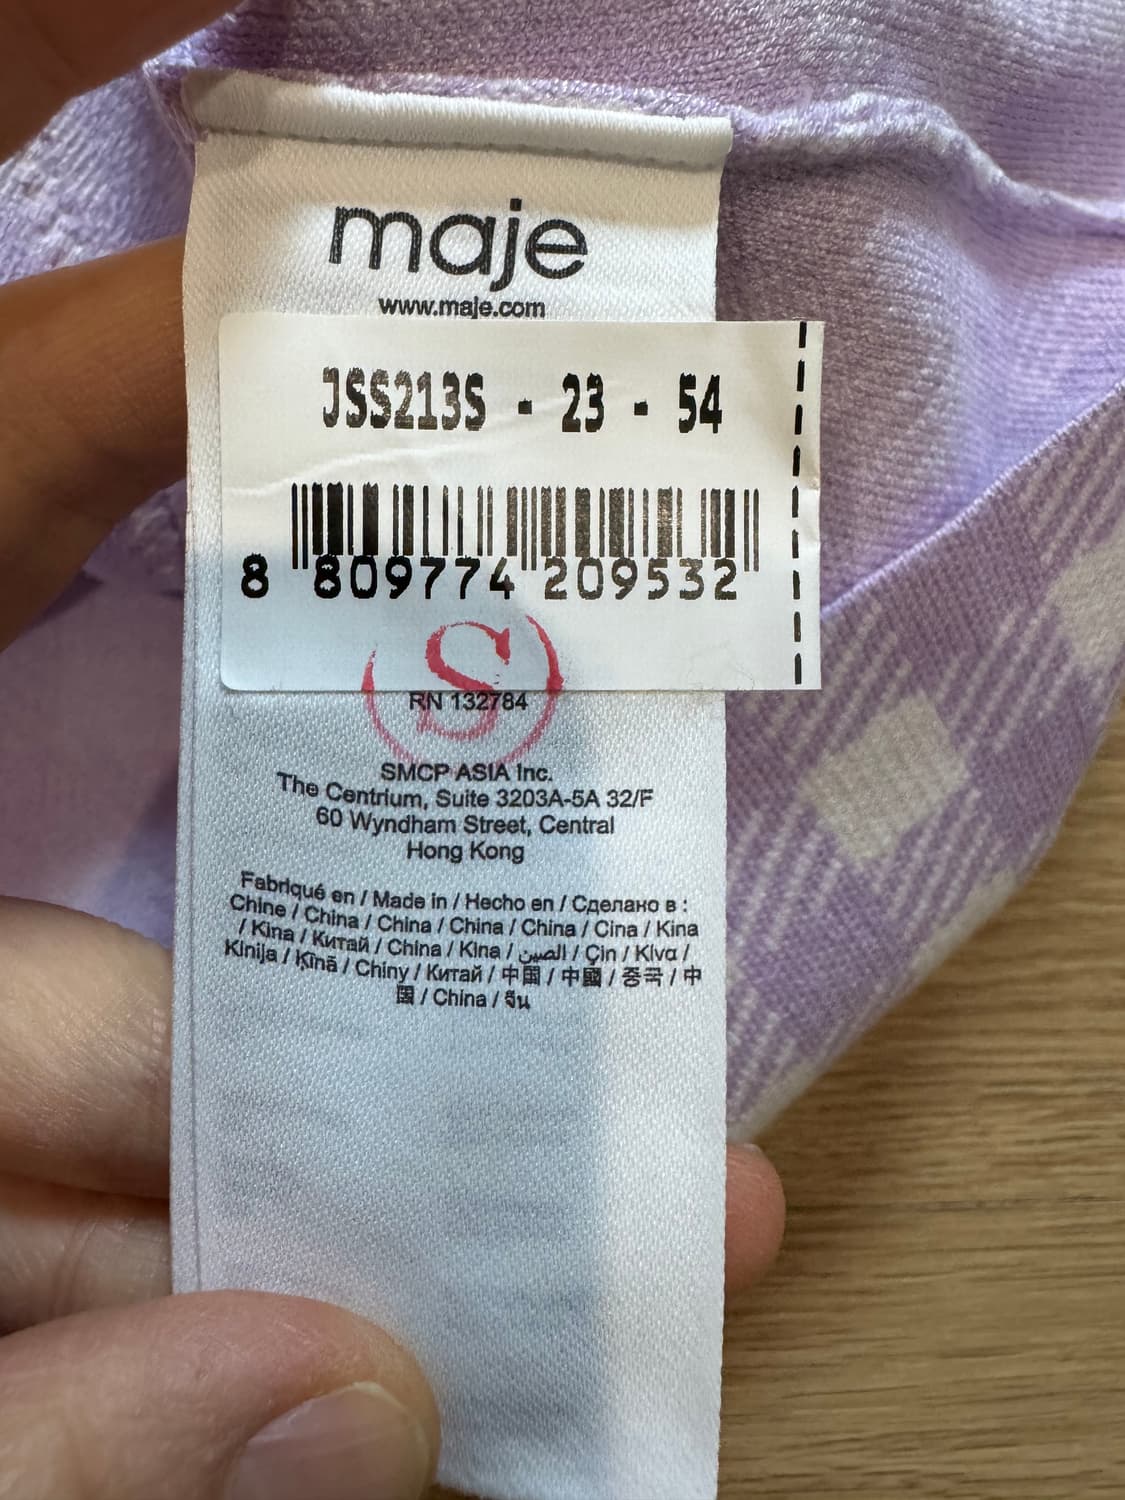 maje
www.maje.com
JSS213S - 23 - 54
8 809774 209532
S
RN 132784
SMCP ASIA Inc.
The Centrium, Suite 3203A-5A 32/F
60 Wyndham Street, Central
Hong Kong
Fabriqué en / Made in / Hecho en / Сделано в :
Chine / China / China / China / China / Cina / Kina
/ Kina / Китай / China / Kina / الصين / Çin / Κίνα /
Kinija / Ķīnā / Chiny / Китай / 中国 / 中國 / 중국 / 中
国 / China / จีน